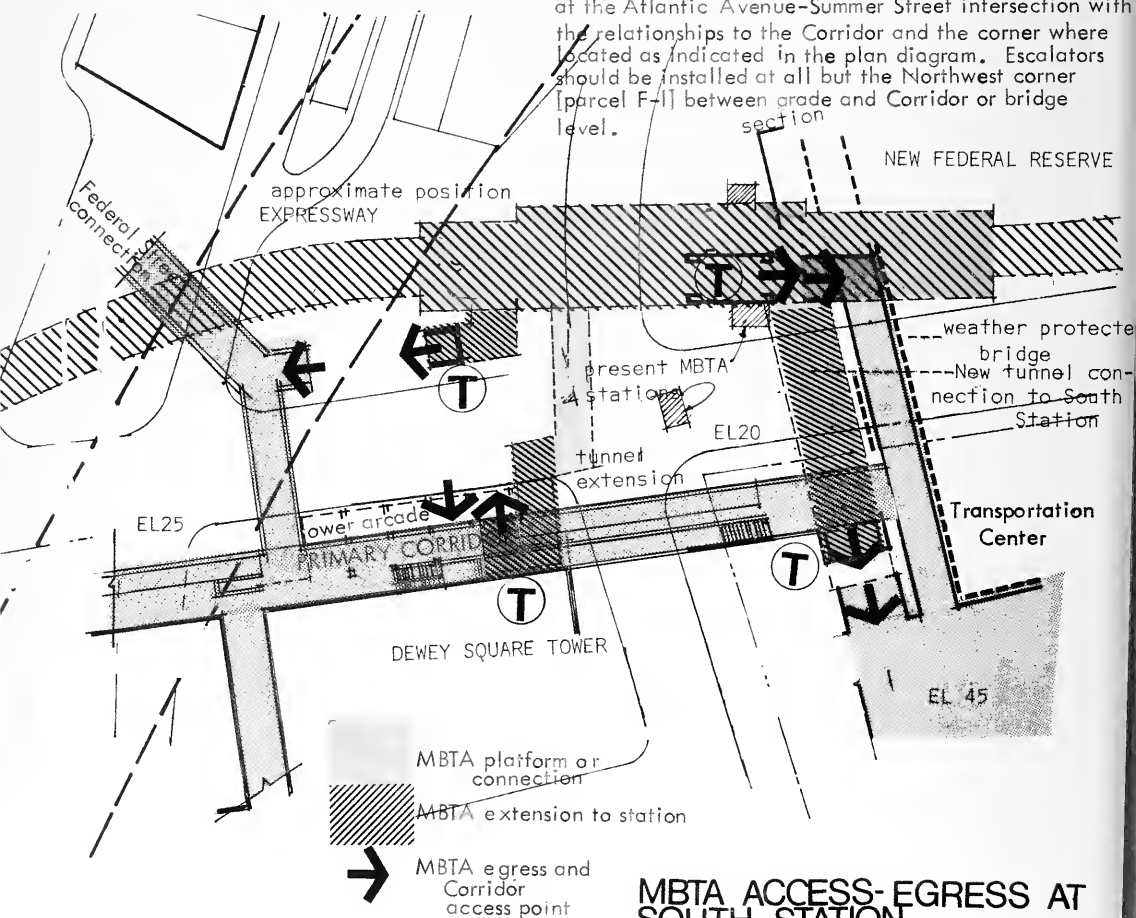 at the Atlantic Avenue-Summer Street intersection with
the relationships to the Corridor and the corner where
located as indicated in the plan diagram. Escalators
should be installed at all but the Northwest corner
[parcel F-1] between grade and Corridor or bridge
level.
section
NEW FEDERAL RESERVE
approximate position
EXPRESSWAY
Federal
connection
T
T
present MBTA
stations
weather protecte
bridge
New tunnel con-
nection to South
Station
EL20
tunnel
extension
EL25
lower arcade
PRIMARY CORRID
Transportation
Center
T
T
DEWEY SQUARE TOWER
EL 45
MBTA platform or
connection
MBTA extension to station
MBTA egress and
Corridor
access point
MBTA ACCESS-EGRESS AT
SOUTH STATION